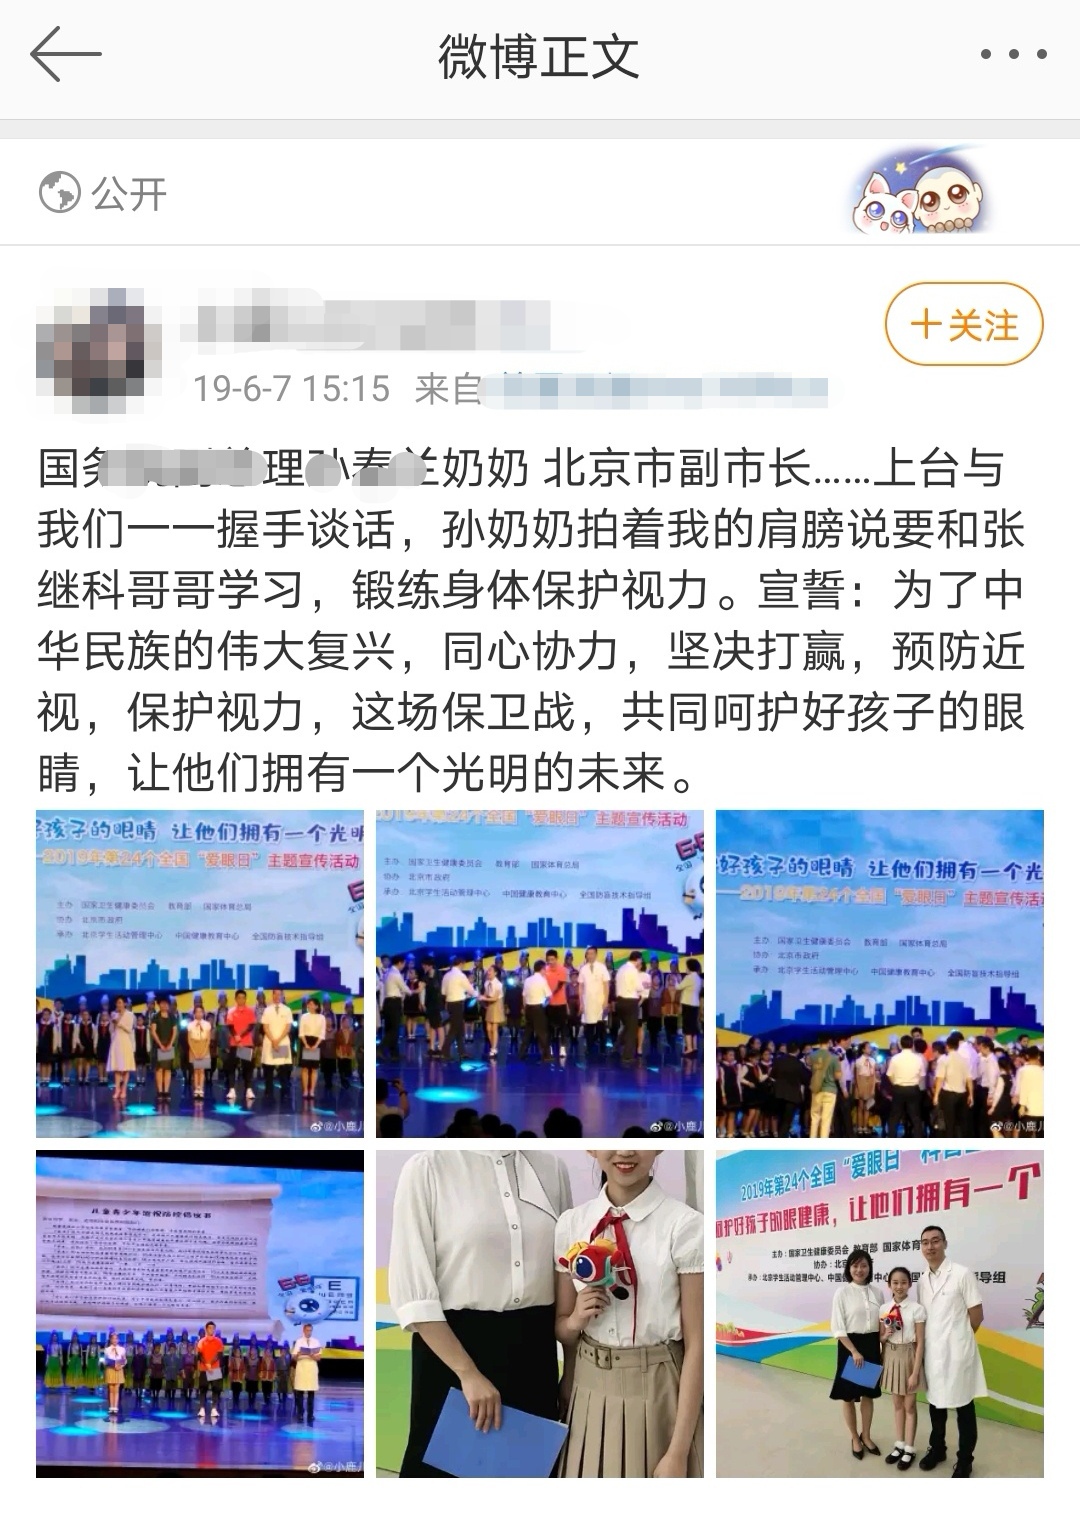 微博正文
公开
+关注
19-6-7 15:15 来自
国务理孙春兰奶奶 北京市副市长......上台与
我们一一握手谈话，孙奶奶拍着我的肩膀说要和张
继科哥哥学习，锻练身体保护视力。宣誓：为了中
华民族的伟大复兴，同心协力，坚决打赢，预防近
视，保护视力，这场保卫战，共同呵护好孩子的眼
睛，让他们拥有一个光明的未来。
好孩子的眼睛 让他们拥有一个光明
2019年第24个全国“爱眼日”主题宣传活动
主办 国家卫生健康委员会 教育部 国家体育总局
协办 北京市政府
承办 北京学生活动管理中心 中国健康教育中心 全国防盲技术指导组
@小鹿儿
2019年第24个全国“爱眼日”主题宣传活动
主办 国家卫生健康委员会 教育部 国家体育总局
协办 北京市政府
承办 北京学生活动管理中心 中国健康教育中心 全国防盲技术指导组
@小鹿儿
好孩子的眼睛 让他们拥有一个光
2019年第24个全国“爱眼日”主题宣传活
主办 国家卫生健康委员会 教育部 国家体育总局
协办 北京市政府
承办 北京学生活动管理中心 中国健康教育中心 全国防盲技术指导组
@小鹿儿
儿童青少年近视防控倡议书
@小鹿儿
2019年第24个全国“爱眼日”
呵护好孩子的眼健康，让他们拥有一个
主办：国家卫生健康委员会 教育部 国家体育
协办：北京
承办：北京学生活动管理中心、中国 中心 导组